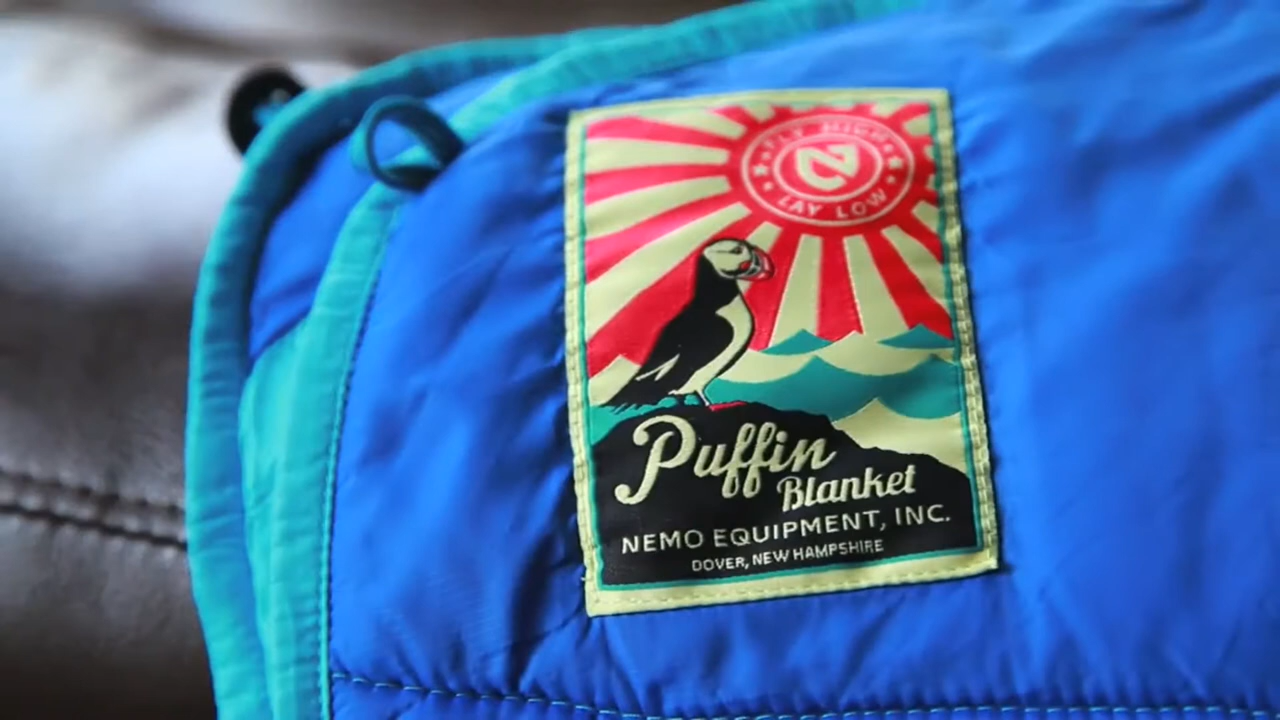 FLY HIGH
LAY LOW
Puffin
Blanket
NEMO EQUIPMENT, INC.
DOVER, NEW HAMPSHIRE